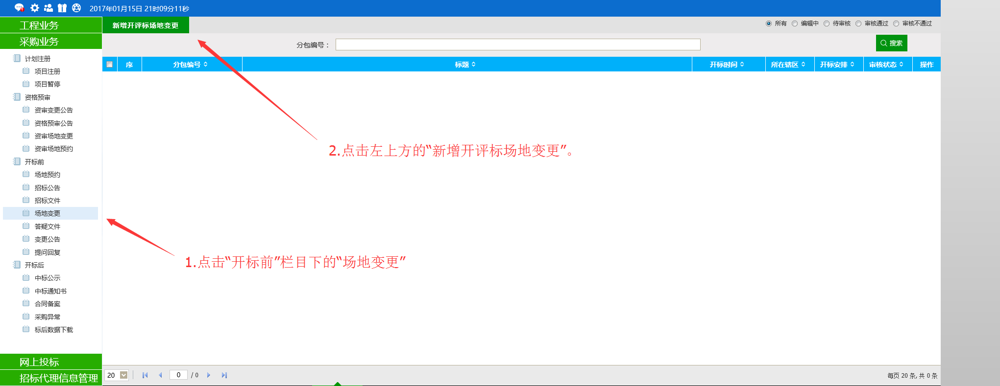 2017年01月15日 21时09分11秒
工程业务
采购业务
计划注册
项目注册
项目暂停
资格预审
资审变更公告
资格预审公告
资审场地变更
资审场地预约
开标前
场地预约
招标公告
招标文件
场地变更
答疑文件
变更公告
提问回复
开标后
中标公示
中标通知书
合同备案
采购异常
标后数据下载
网上投标
招标代理信息管理
新增开评标场地变更
所有 编辑中 待审核 审核通过 审核不通过
分包编号： 搜索
序 分包编号 标题 开标时间 所在辖区 开标安排 审核状态 操作
2.点击左上方的“新增开评标场地变更”。
1.点击“开标前”栏目下的“场地变更”
20 0 / 0 每页 20 条, 共 0 条